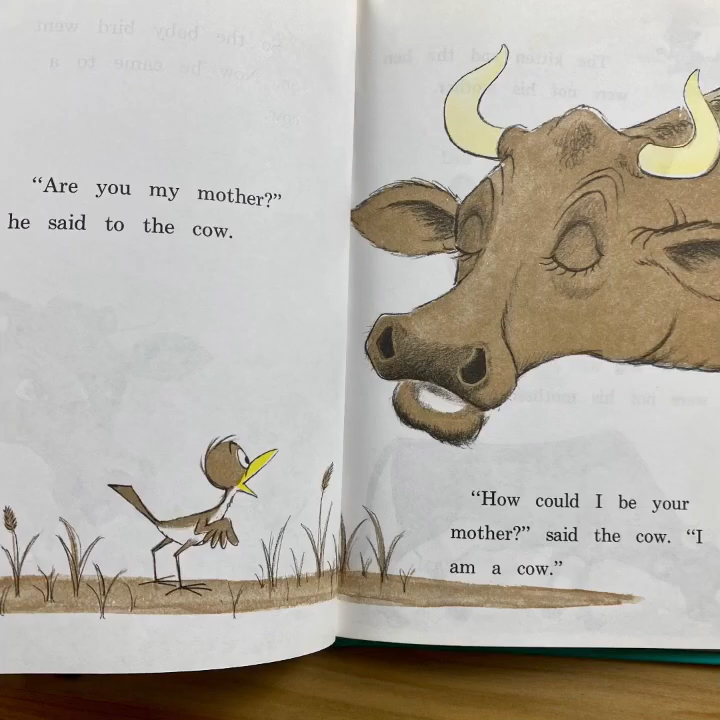 “Are you my mother?”
he said to the cow.
“How could I be your
mother?” said the cow. “I
am a cow.”